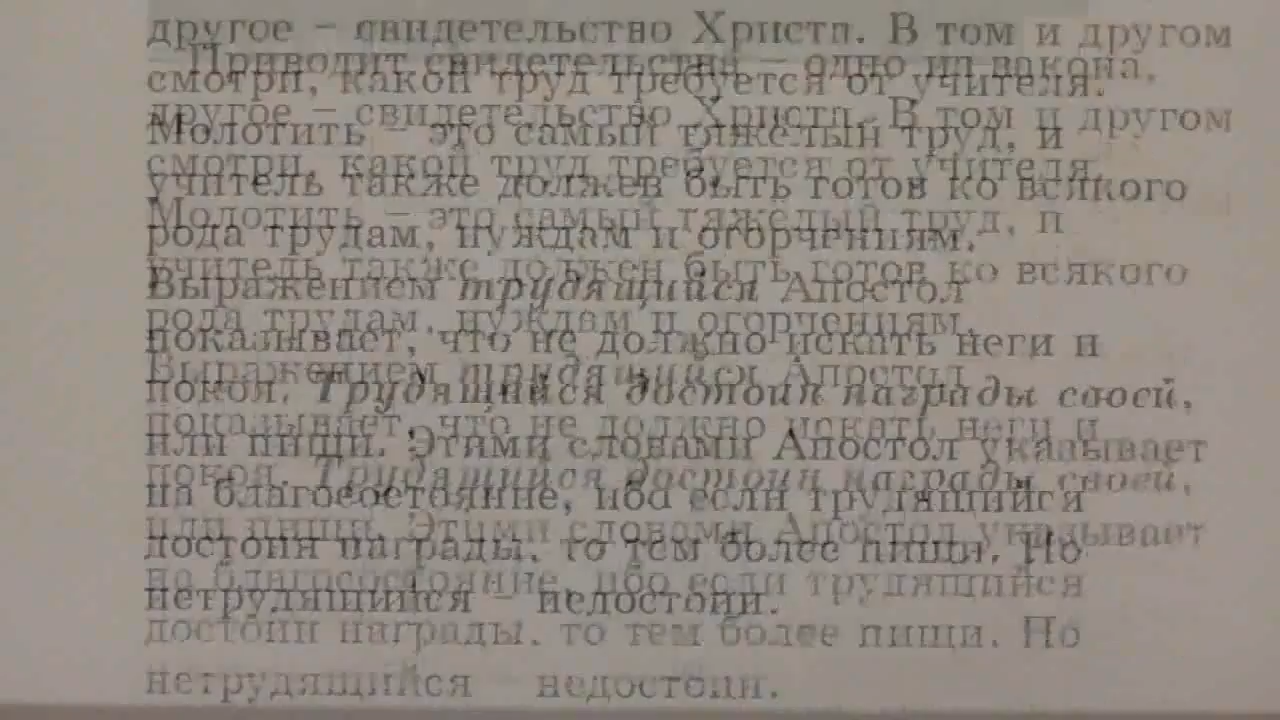 Приводит свидетельства – одно из закона,
другое – свидетельство Христа. В том и другом
смотри, какой труд требуется от учителя.
Молотить – это самый тяжелый труд, и
учитель также должен быть готов ко всякого
рода трудам, нуждам и огорчениям.
Выражением трудящийся Апостол
показывает, что не должно искать неги и
покоя. Трудящийся достоин награды своей,
или пищи. Этими словами Апостол указывает
на благосостояние, ибо если трудящийся
достоин награды, то тем более пищи. Но
нетрудящийся – недостоин.